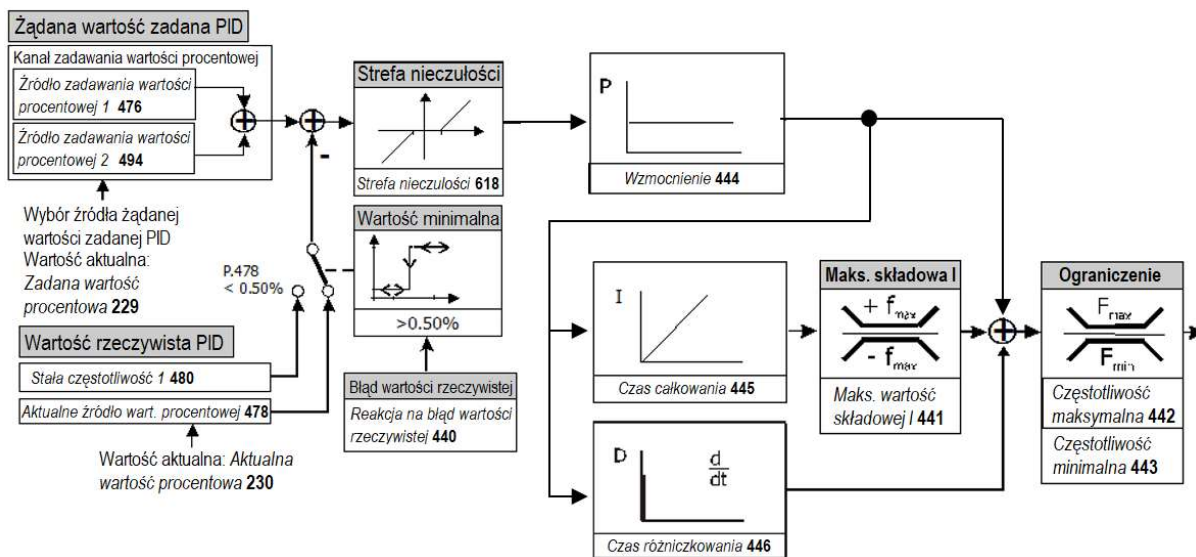 Żądana wartość zadana PID
Kanał zadawania wartości procentowej
Źródło zadawania wartości
procentowej 1 476
Źródło zadawania wartości
procentowej 2 494
Wybór źródła żądanej
wartości zadanej PID
Wartość aktualna:
Zadana wartość
procentowa 229
-
Strefa nieczułości
Strefa nieczulości 618
Wartość minimalna
>0.50%
P.478
< 0.50%
Wartość rzeczywista PID
Stała częstotliwość 1 480
Aktualne źródło wart. procentowej 478
Wartość aktualna: Aktualna
wartość procentowa 230
Błąd wartości rzeczywistej
Reakcja na błąd wartości
rzeczywistej 440
P
Wzmocnienie 444
I
Czas całkowania 445
D
d
dt
Czas różniczkowania 446
Maks. składowa I
+ fmax
- fmax
Maks. wartość
składowej I 441
Ograniczenie
Fmax
Fmin
Częstotliwość
maksymalna 442
Częstotliwość
minimalna 443